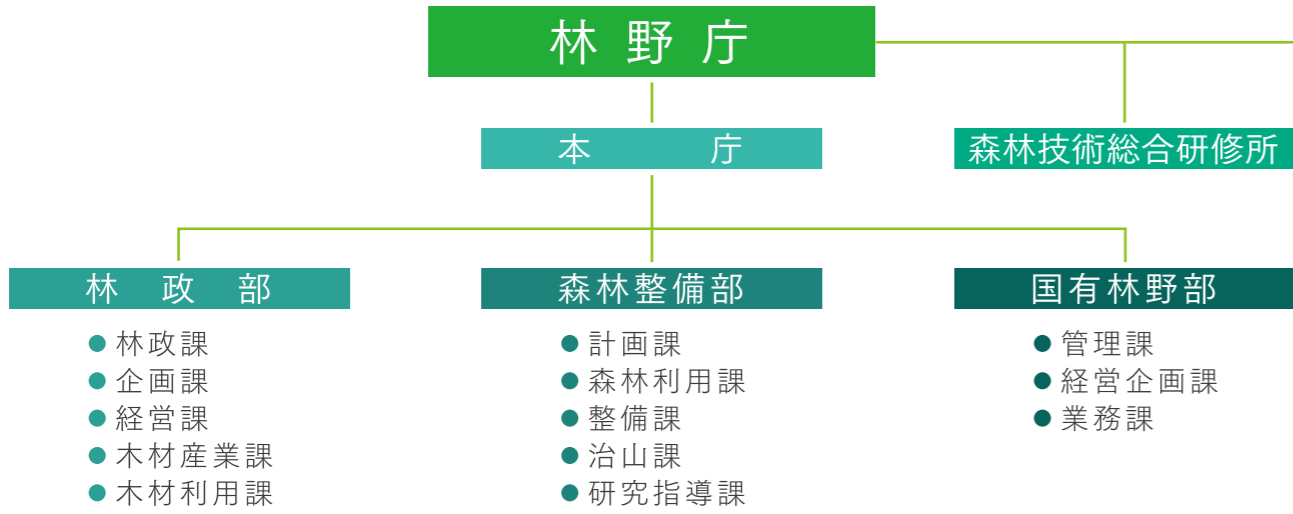 林野庁
本庁
森林技術総合研修所
林政部
森林整備部
国有林野部
林政課
企画課
経営課
木材産業課
木材利用課
計画課
森林利用課
整備課
治山課
研究指導課
管理課
経営企画課
業務課